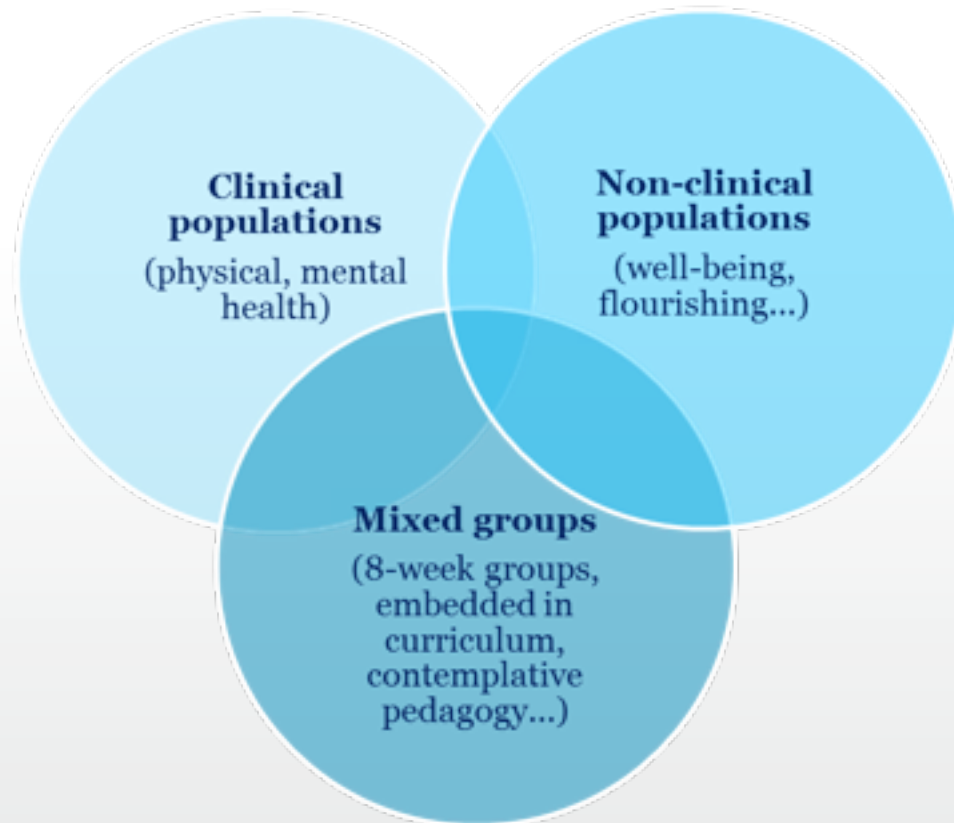 Clinical
populations
(physical, mental
health)
Non-clinical
populations
(well-being,
flourishing...)
Mixed groups
(8-week groups,
embedded in
curriculum,
contemplative
pedagogy...)